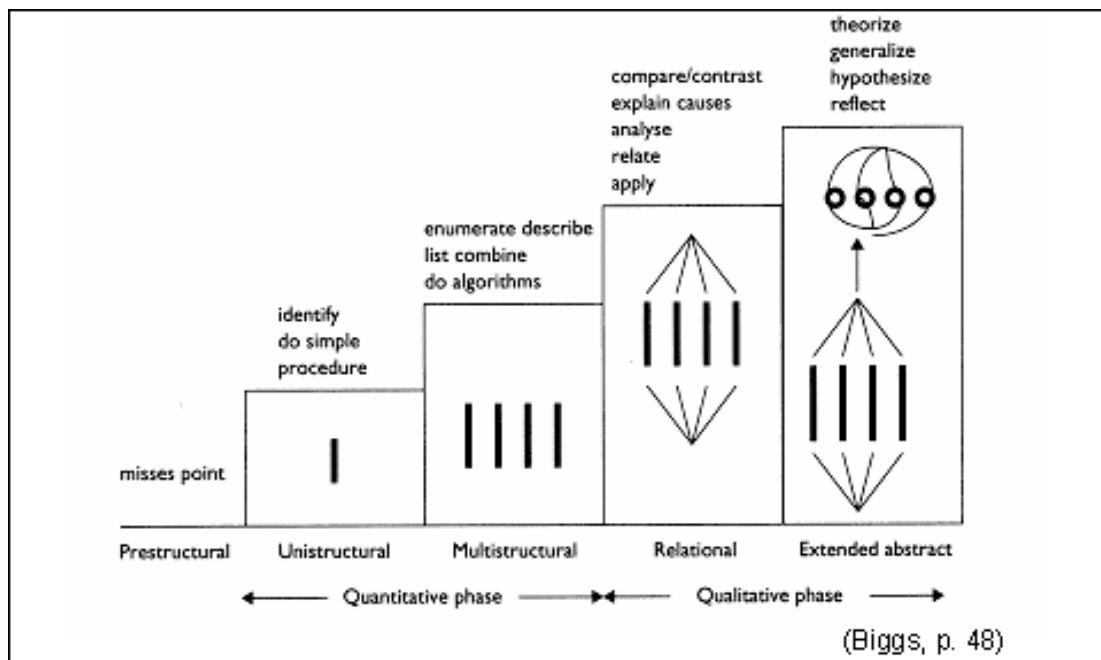 theorize
generalize
hypothesize
reflect
compare/contrast
explain causes
analyse
relate
apply
enumerate describe
list combine
do algorithms
identify
do simple
procedure
misses point
Prestructural
Unistructural
Multistructural
Relational
Extended abstract
Quantitative phase
Qualitative phase
(Biggs, p. 48)